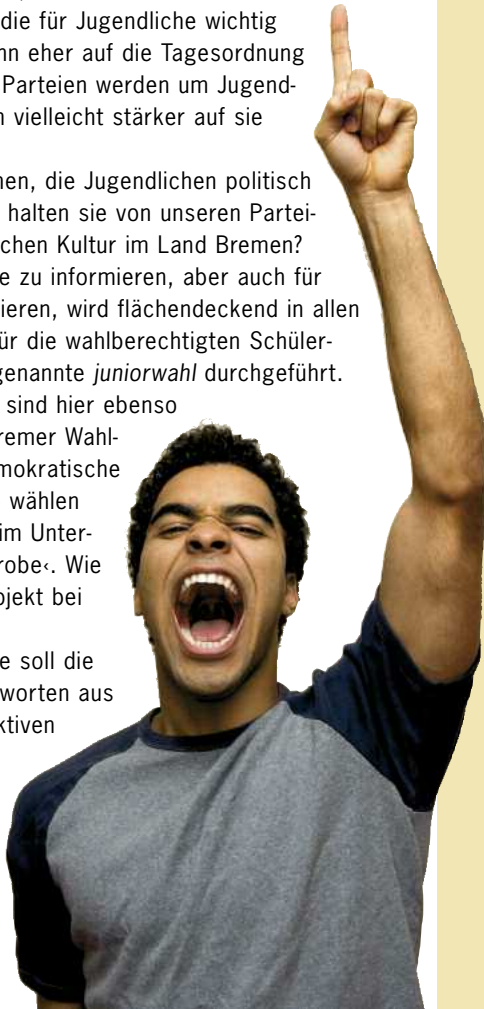 die für Jugendliche wichtig
nn eher auf die Tagesordnung
Parteien werden um Jugend-
n vielleicht stärker auf sie
nen, die Jugendlichen politisch
halten sie von unseren Partei-
schen Kultur im Land Bremen?
e zu informieren, aber auch für
ieren, wird flächendeckend in allen
ür die wahlberechtigten Schüler-
genannte juniorwahl durchgeführt.
sind hier ebenso
remer Wahl-
mokratische
wählen
im Unter-
robe‹. Wie
ojekt bei
e soll die
worten aus
ktiven